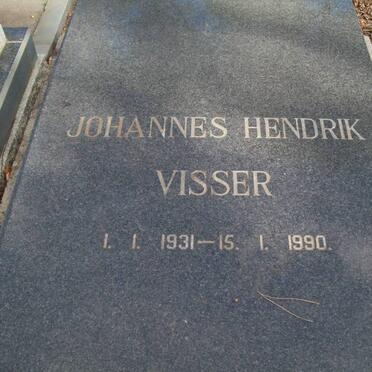 JOHANNES HENDRIK
VISSER
1. 1. 1931—15. 1. 1990.